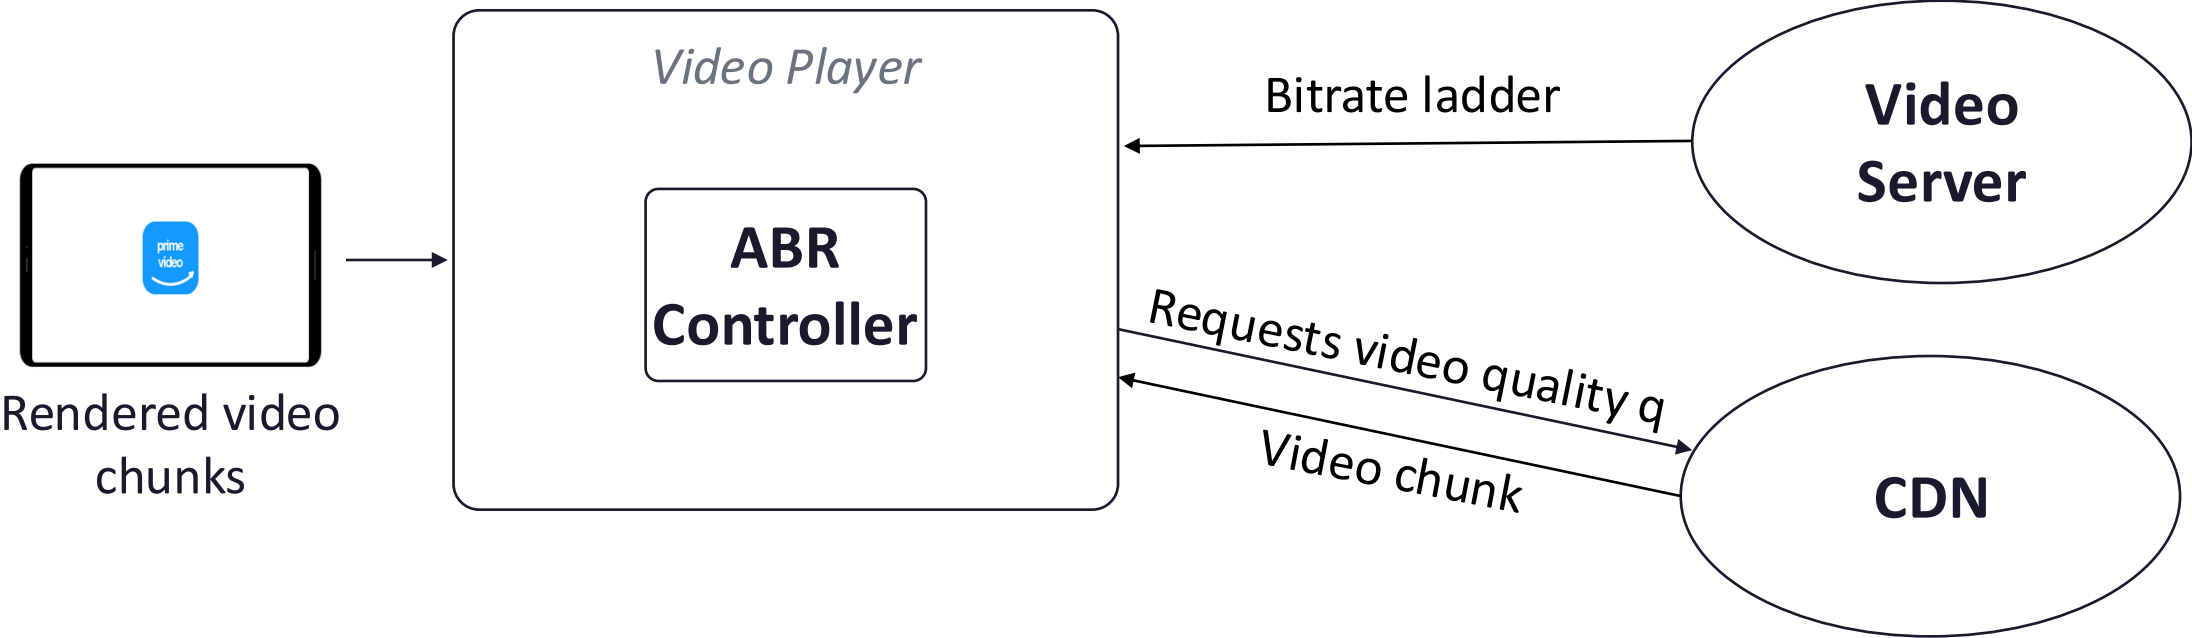 Video Player
Bitrate ladder
Video
Server
prime
video
ABR
Controller
Requests video quality q
Rendered video
chunks
Video chunk
CDN